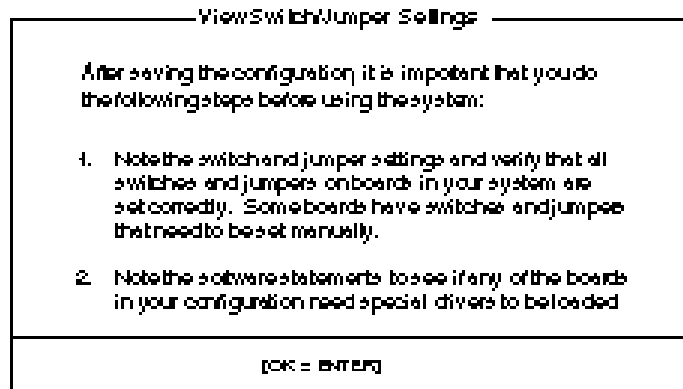 View Switch/Jumper Settings
After saving the configuration, it is important that you do
the following steps before using the system:
1. Note the switch and jumper settings and verify that all
switches and jumpers on boards in your system are
set correctly. Some boards have switches and jumpers
that need to be set manually.
2. Note the software statements to see if any of the boards
in your configuration need special drivers to be loaded
[OK = ENTER]